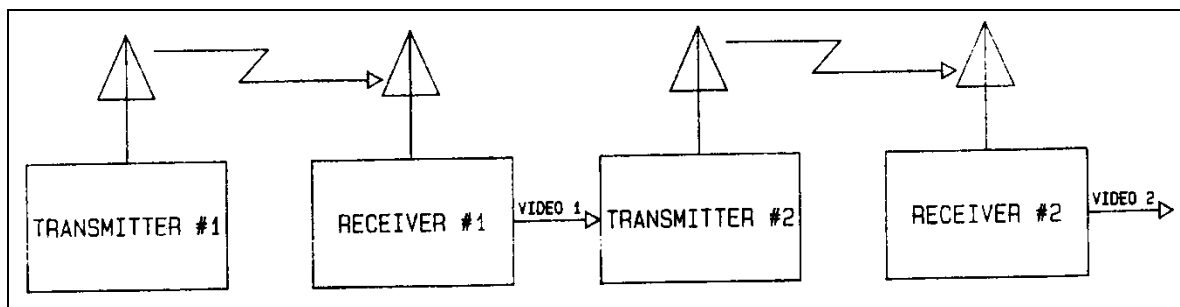 VIDEO 1
VIDEO 2
TRANSMITTER #1
RECEIVER #1
TRANSMITTER #2
RECEIVER #2